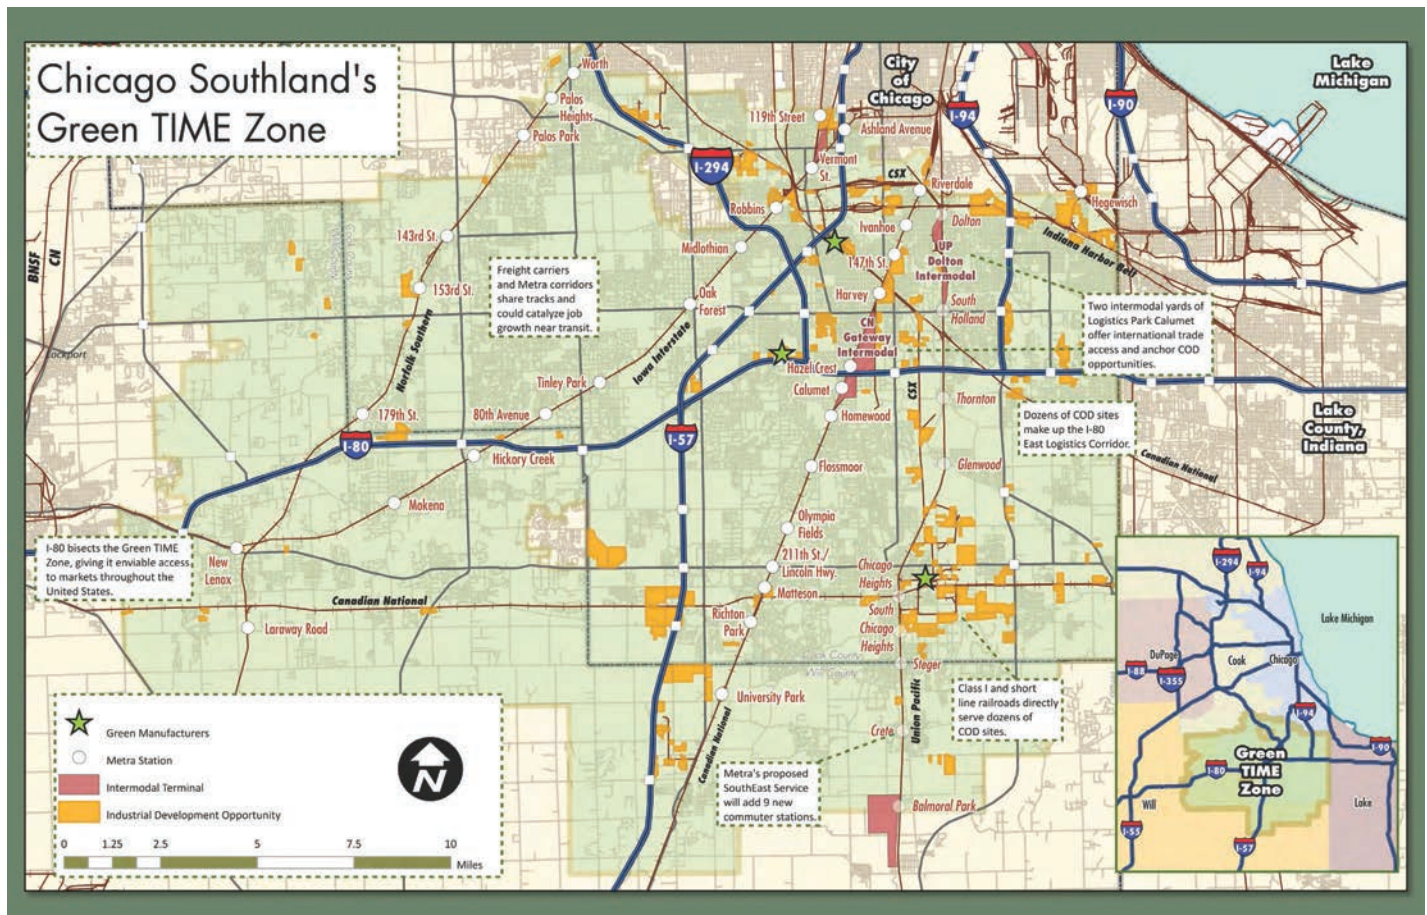 Chicago Southland's
Green TIME Zone
Worth
Palos
Heights
Palos Park
City
of
Chicago
Lake
Michigan
I-94
I-90
I-294
119th Street
Ashland Avenue
Vermont
St.
CSX
Riverdale
Hegewisch
Robbins
Ivanhoe
Dolton
Indiana Harbor Belt
Midlothian
147th St.
UP
Dolton
Intermodal
143rd St.
BNSF
CN
153rd St.
Freight carriers
and Metra corridors
share tracks and
could catalyze job
growth near transit.
Oak
Forest
Harvey
South
Holland
Two intermodal yards of
Logistics Park Calumet
offer international trade
access and anchor COD
opportunities.
Lockport
Norfolk Southern
Iowa Interstate
CN
Gateway
Intermodal
Hazel Crest
Calumet
CSX
Tinley Park
Thornton
179th St.
80th Avenue
Homewood
Dozens of COD sites
make up the I-80
East Logistics Corridor.
Lake
County,
Indiana
I-80
I-57
Hickory Creek
Flossmoor
Glenwood
Canadian National
Mokena
Olympia
Fields
I-80 bisects the Green TIME
Zone, giving it enviable access
to markets throughout the
United States.
New
Lenox
211th St./
Lincoln Hwy.
Chicago
Heights
Canadian National
Matteson
Laraway Road
Richton
Park
South
Chicago
Heights
Cook County
Will County
Steger
University Park
Union Pacific
Class I and short
line railroads directly
serve dozens of
COD sites.
Crete
Canadian National
Metra's proposed
SouthEast Service
will add 9 new
commuter stations.
Balmoral Park
Green Manufacturers
Metra Station
Intermodal Terminal
Industrial Development Opportunity
0 1.25 2.5 5 7.5 10
Miles
N
I-294
I-94
Lake Michigan
DuPage
Cook
Chicago
I-88
I-355
I-94
I-90
Green
TIME
Zone
I-80
Will
Lake
I-55
I-57